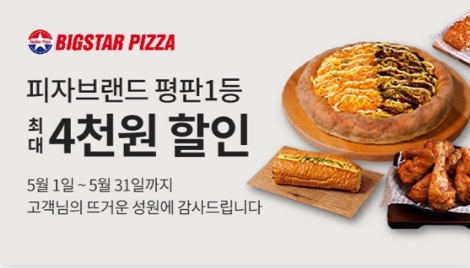 BIGSTAR PIZZA
피자브랜드 평판1등
최대 4천원 할인
5월 1일 ~ 5월 31일까지
고객님의 뜨거운 성원에 감사드립니다